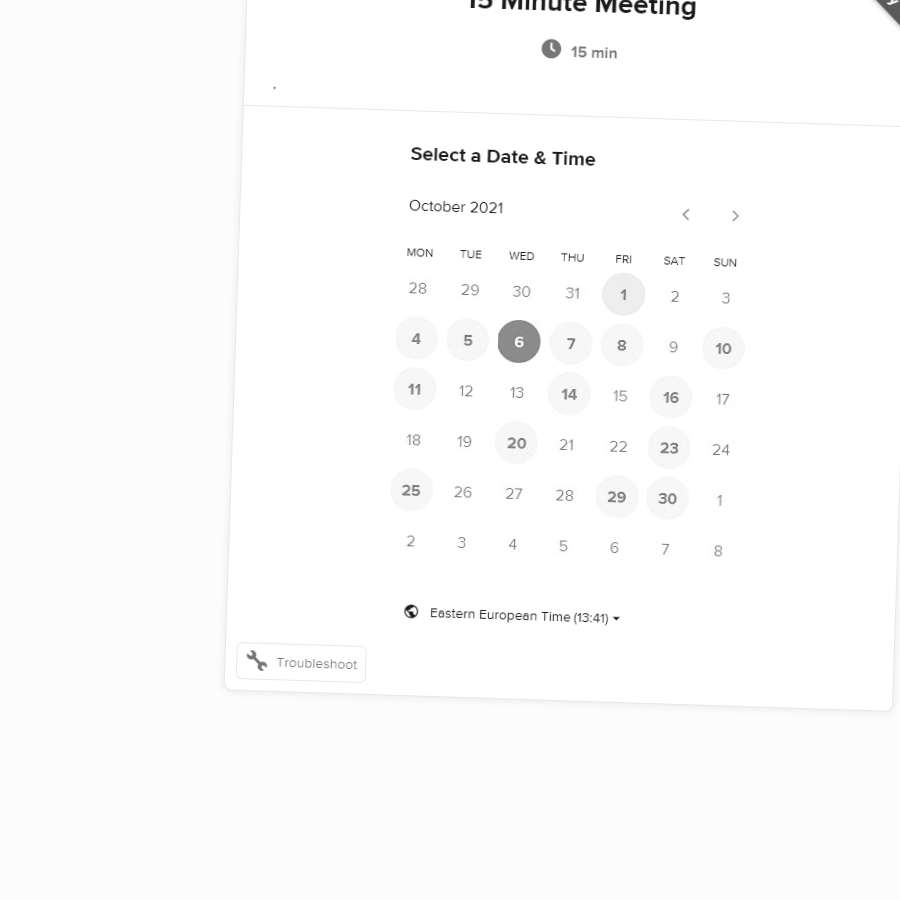 15 Minute Meeting
15 min
.
Select a Date & Time
October 2021
MON TUE WED THU FRI SAT SUN
28 29 30 31 1 2 3
4 5 6 7 8 9 10
11 12 13 14 15 16 17
18 19 20 21 22 23 24
25 26 27 28 29 30 1
2 3 4 5 6 7 8
Eastern European Time (13:41)
Troubleshoot